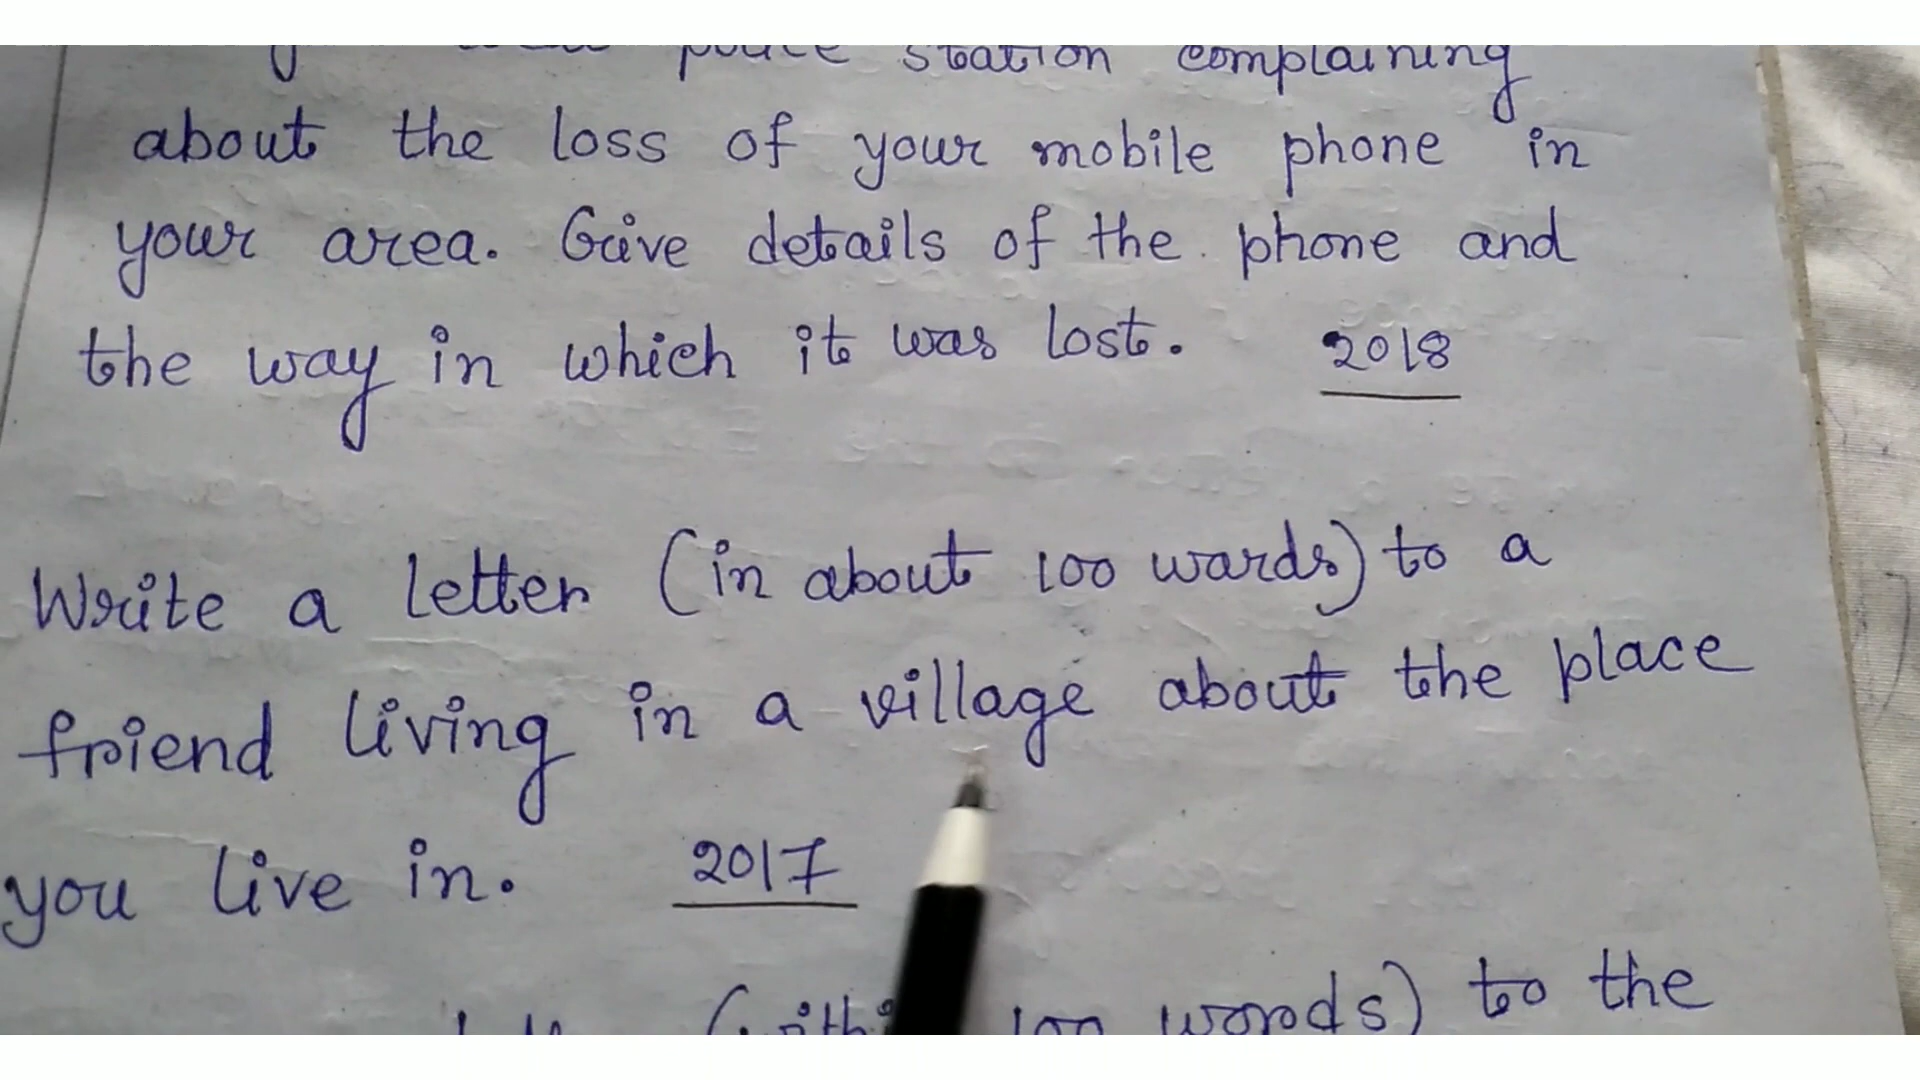 police station complaining
about the loss of your mobile phone in
your area. Give details of the phone and
the way in which it was lost. 2018
Write a letter (in about 100 wards) to a
friend living in a village about the place
you live in. 2017
100 words) to the